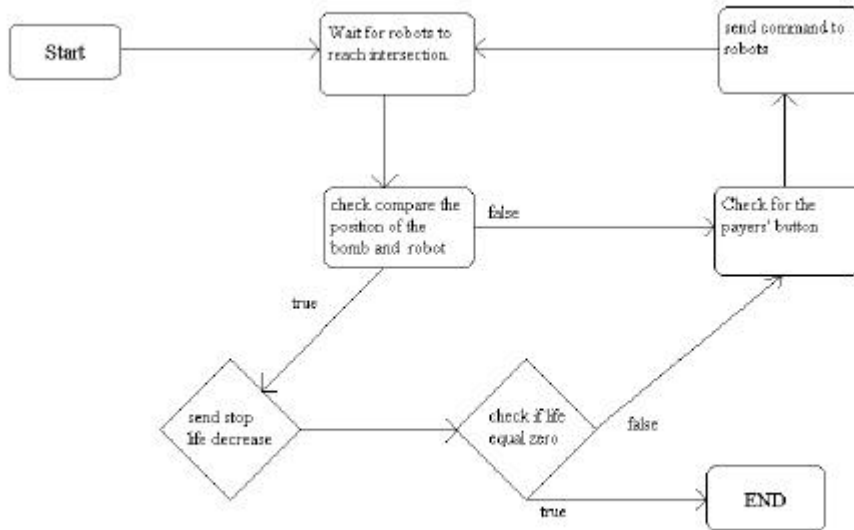 Start
Wait for robots to
reach intersection.
send command to
robots
check compare the
position of the
bomb and robot
false
Check for the
payers' button
true
send stop
life decrease
check if life
equal zero
false
true
END